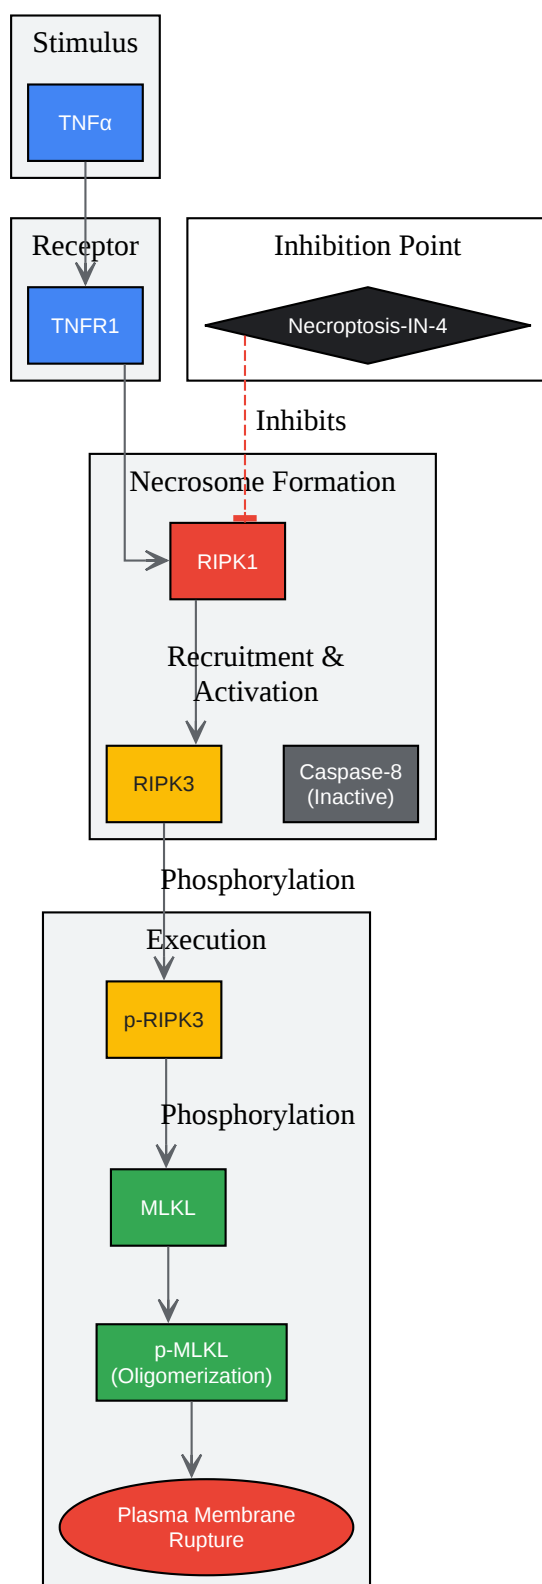 Stimulus
TNFα
Receptor
TNFR1
Inhibition Point
Necroptosis-IN-4
Inhibits
Necrosome Formation
RIPK1
Recruitment &
Activation
RIPK3
Caspase-8
(Inactive)
Phosphorylation
Execution
p-RIPK3
Phosphorylation
MLKL
p-MLKL
(Oligomerization)
Plasma Membrane
Rupture